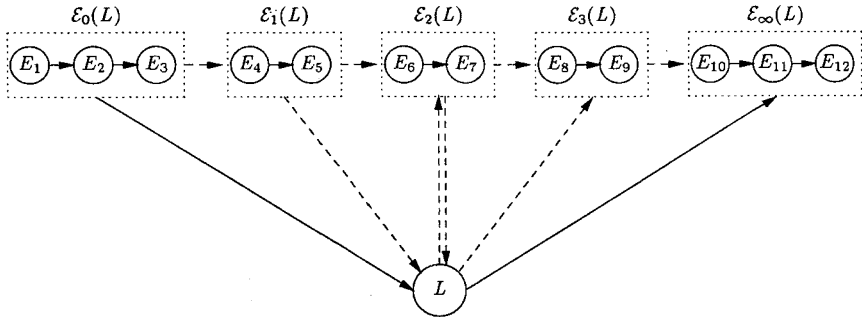 ℰ₀(L) ℰ₁(L) ℰ₂(L) ℰ₃(L) ℰ∞(L)
E₁ E₂ E₃ E₄ E₅ E₆ E₇ E₈ E₉ E₁₀ E₁₁ E₁₂
L